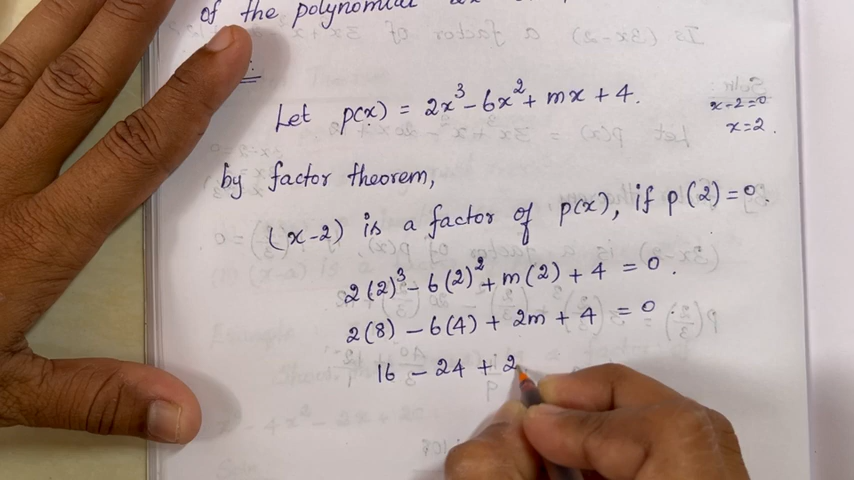 of the polynomial
Let p(x) = 2x³ - 6x² + mx + 4.
x-2=0
x=2.
by factor theorem,
(x-2) is a factor of p(x), if p(2)=0.
2(2)³ - 6(2)² + m(2) + 4 = 0.
2(8) - 6(4) + 2m + 4 = 0.
16 - 24 + 2